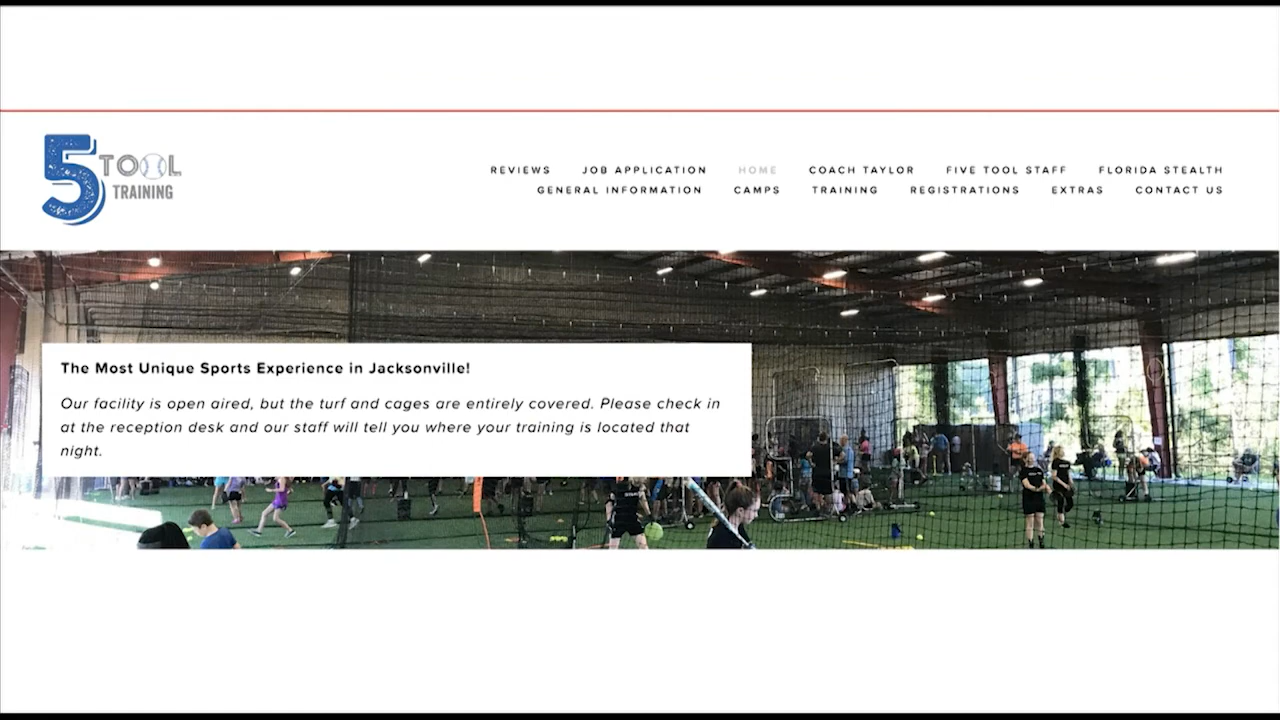 5 TOOL
TRAINING
REVIEWS JOB APPLICATION HOME COACH TAYLOR FIVE TOOL STAFF FLORIDA STEALTH
GENERAL INFORMATION CAMPS TRAINING REGISTRATIONS EXTRAS CONTACT US
The Most Unique Sports Experience in Jacksonville!
Our facility is open aired, but the turf and cages are entirely covered. Please check in
at the reception desk and our staff will tell you where your training is located that
night.